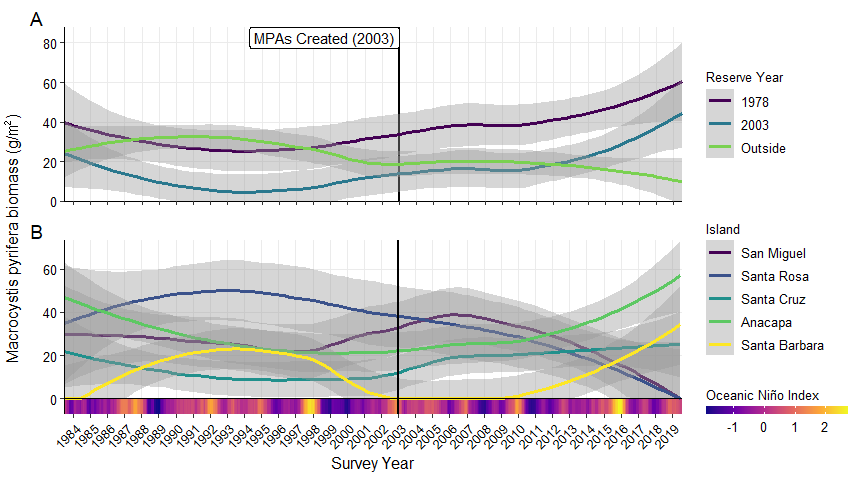 A
MPAs Created (2003)
80
60
40
20
0
Reserve Year
1978
2003
Outside
Macrocystis pyrifera biomass (g/m²)
B
60
40
20
0
Island
San Miguel
Santa Rosa
Santa Cruz
Anacapa
Santa Barbara
Oceanic Niño Index
-1 0 1 2
1984 1985 1986 1987 1988 1989 1990 1991 1992 1993 1994 1995 1996 1997 1998 1999 2000 2001 2002 2003 2004 2005 2006 2007 2008 2009 2010 2011 2012 2013 2014 2015 2016 2017 2018 2019
Survey Year